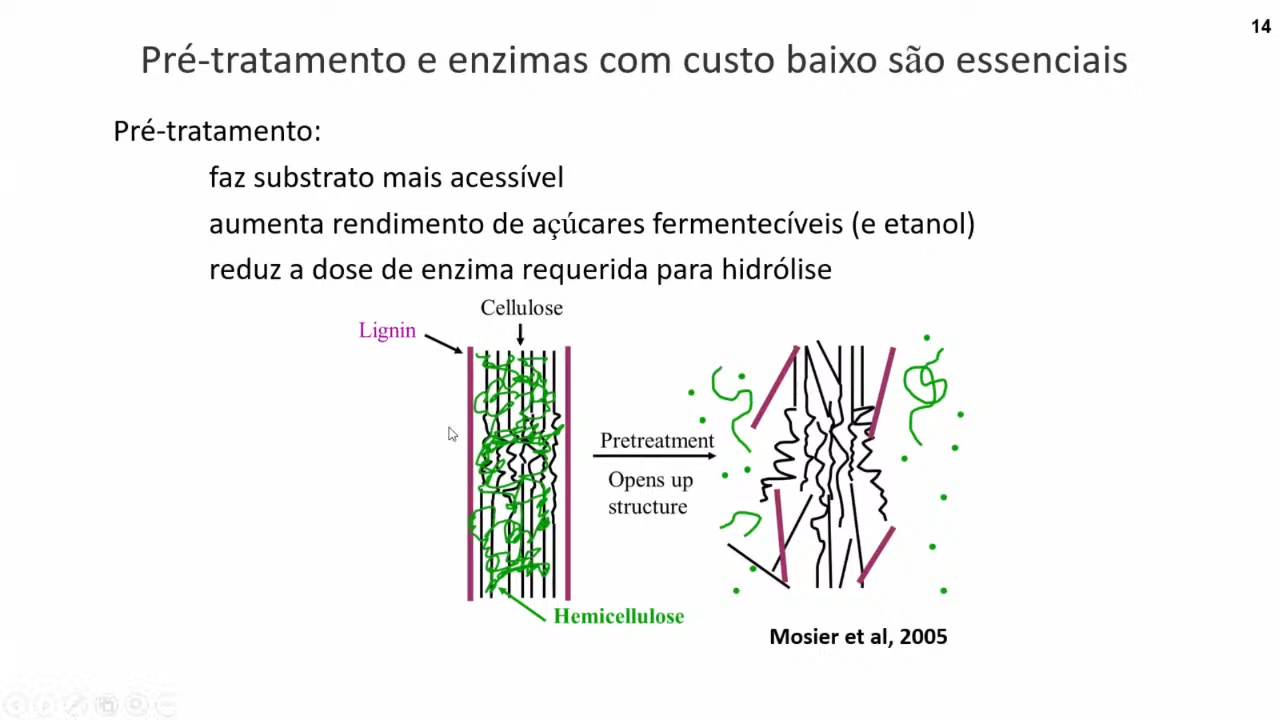 14
Pré-tratamento e enzimas com custo baixo são essenciais
Pré-tratamento:
faz substrato mais acessível
aumenta rendimento de açúcares fermentecíveis (e etanol)
reduz a dose de enzima requerida para hidrólise
Cellulose
Lignin
Pretreatment
Opens up
structure
Hemicellulose
Mosier et al, 2005